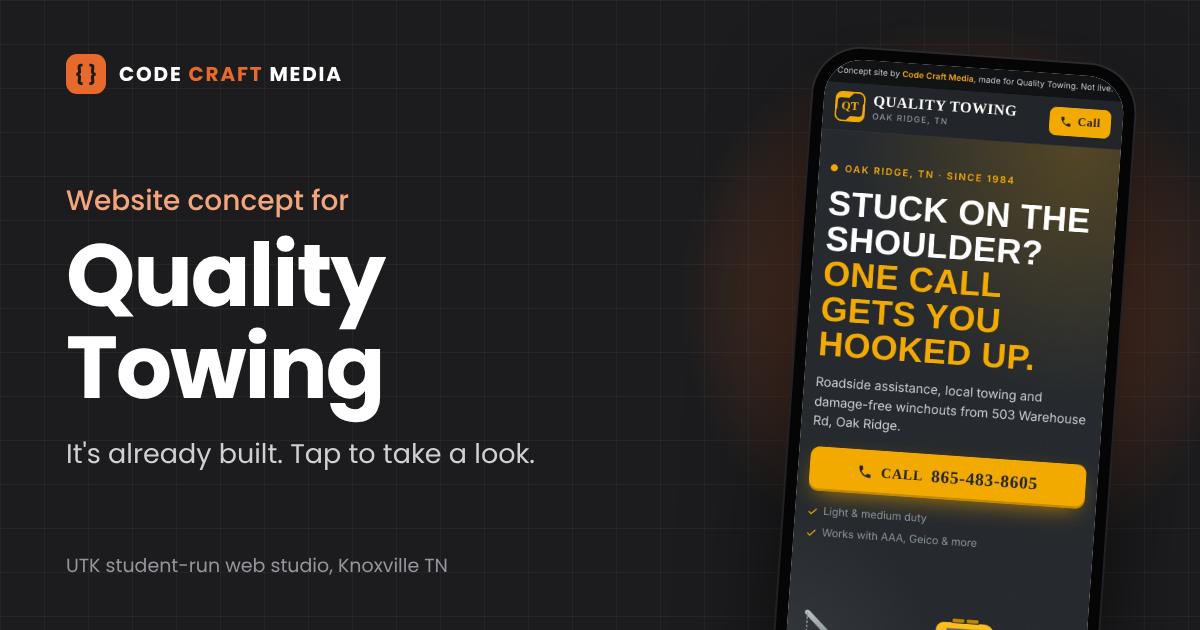 { } CODE CRAFT MEDIA
Website concept for
Quality
Towing
It's already built. Tap to take a look.
UTK student-run web studio, Knoxville TN
Concept site by Code Craft Media, made for Quality Towing. Not live.
QT
QUALITY TOWING
OAK RIDGE, TN
Call
OAK RIDGE, TN · SINCE 1984
STUCK ON THE
SHOULDER?
ONE CALL
GETS YOU
HOOKED UP.
Roadside assistance, local towing and
damage-free winchouts from 503 Warehouse
Rd, Oak Ridge.
CALL 865-483-8605
Light & medium duty
Works with AAA, Geico & more